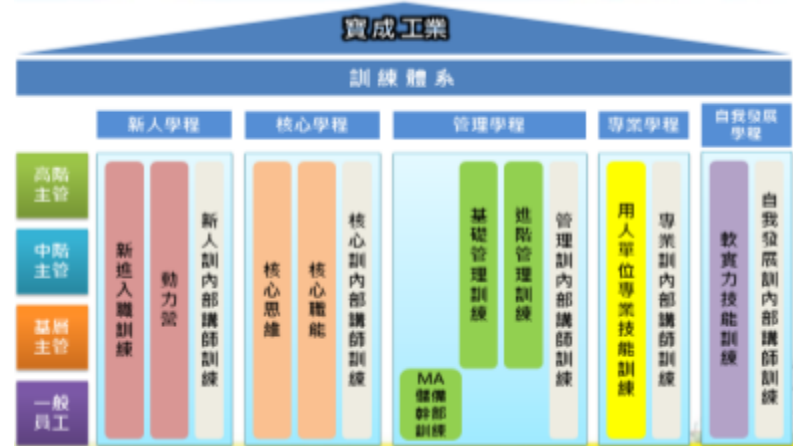 寶成工業
訓練體系
新人學程
核心學程
管理學程
專業學程
自我發展
學程
高階
主管
中階
主管
基層
主管
一般
員工
新進入職訓練
動力營
新人訓內部講師訓練
核心思維
核心職能
核心訓內部講師訓練
MA
儲備
幹部
訓練
基礎管理訓練
進階管理訓練
管理訓內部講師訓練
用人單位專業技能訓練
專業訓內部講師訓練
軟實力技能訓練
自我發展訓內部講師訓練